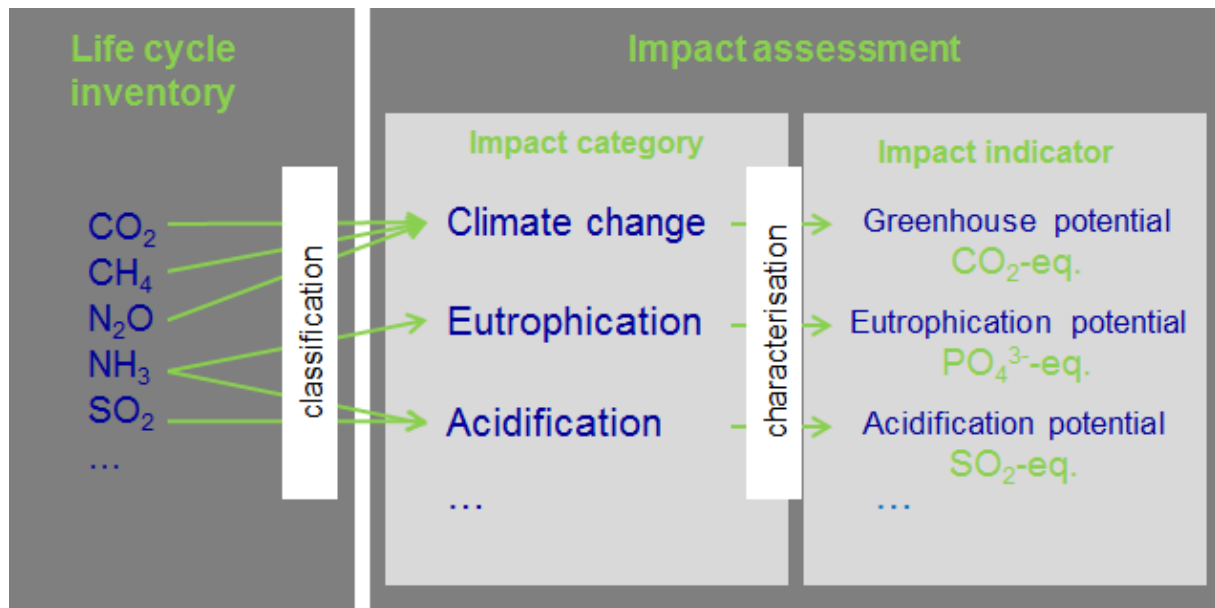 Life cycle
inventory
CO₂
CH₄
N₂O
NH₃
SO₂
...
classification
Impact assessment
Impact category
Climate change
Eutrophication
Acidification
...
characterisation
Impact indicator
Greenhouse potential
CO₂-eq.
Eutrophication potential
PO₄³⁻-eq.
Acidification potential
SO₂-eq.
...